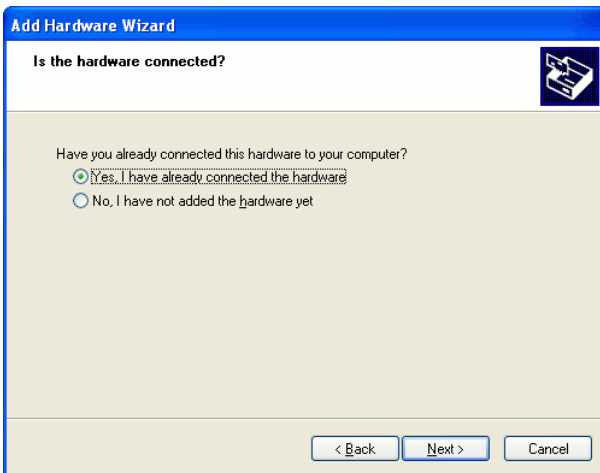 Add Hardware Wizard
Is the hardware connected?
Have you already connected this hardware to your computer?
Yes, I have already connected the hardware
No, I have not added the hardware yet
< Back Next > Cancel